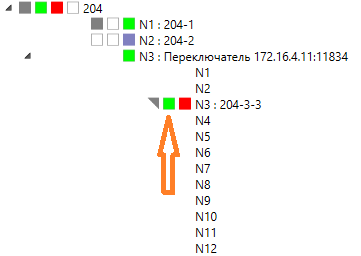 204
N1 : 204-1
N2 : 204-2
N3 : Переключатель 172.16.4.11:11834
N1
N2
N3 : 204-3-3
N4
N5
N6
N7
N8
N9
N10
N11
N12